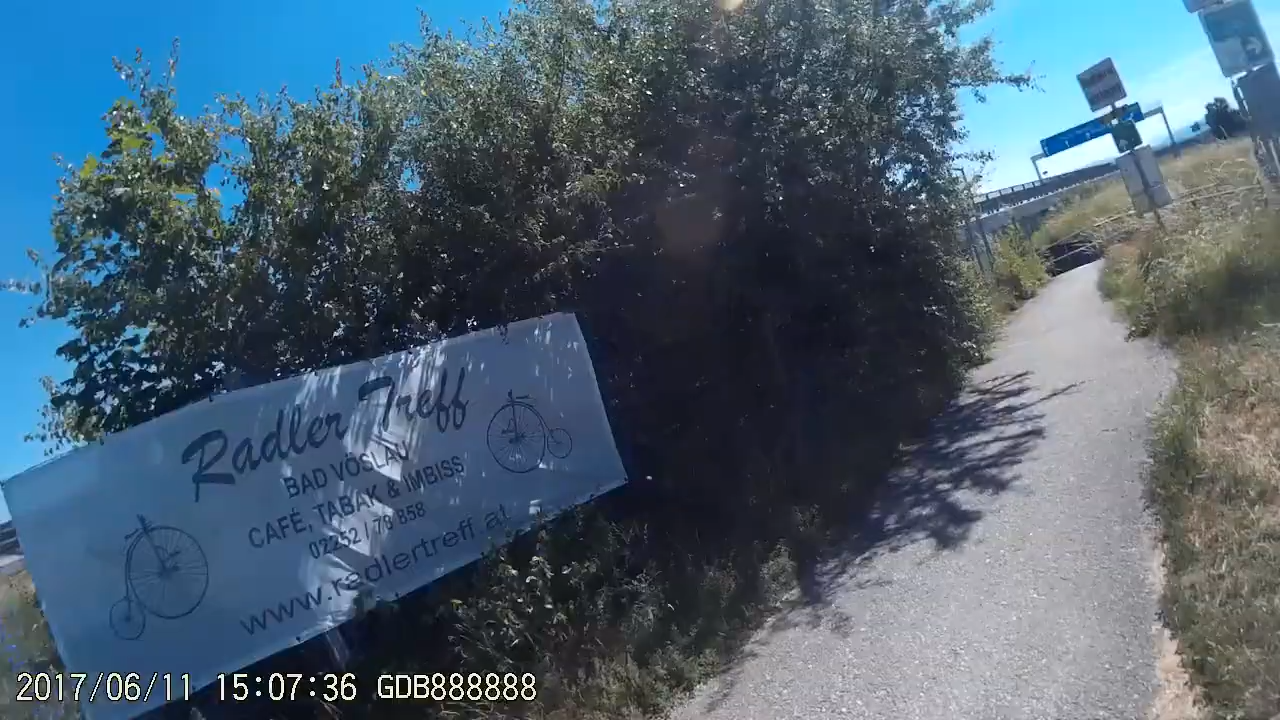 Radler Treff
BAD VÖSLAU
CAFÉ, TABAK & IMBISS
02252 / 79 858
www.radlertreff.at
2017/06/11 15:07:36 GDB888888